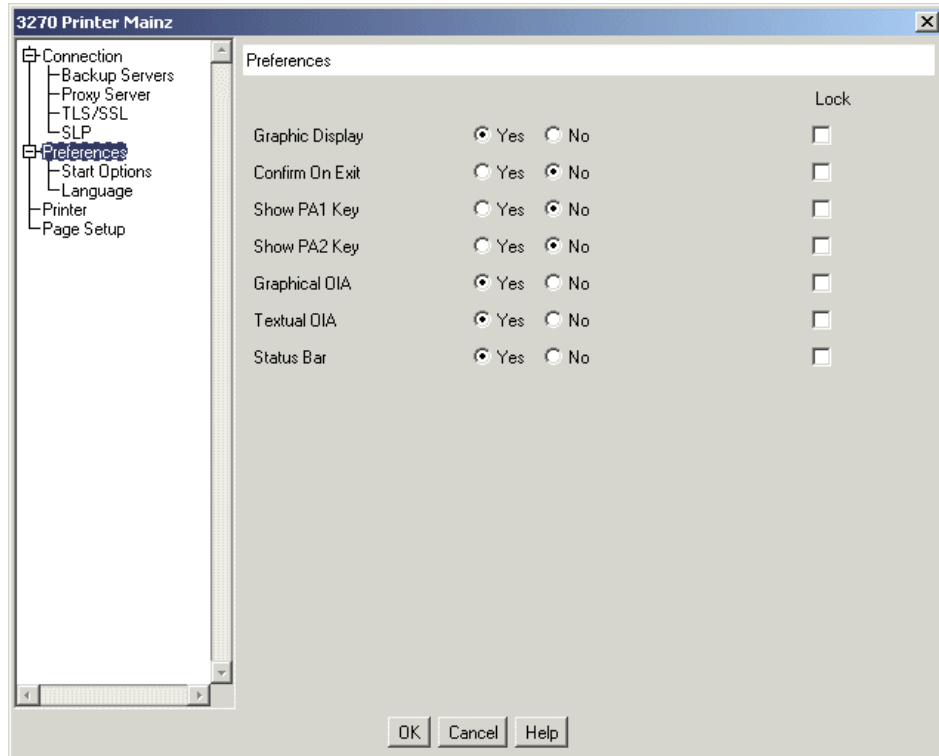 3270 Printer Mainz
Connection
Backup Servers
Proxy Server
TLS/SSL
SLP
Preferences
Start Options
Language
Printer
Page Setup
Preferences
Lock
Graphic Display Yes No
Confirm On Exit Yes No
Show PA1 Key Yes No
Show PA2 Key Yes No
Graphical OIA Yes No
Textual OIA Yes No
Status Bar Yes No
OK Cancel Help